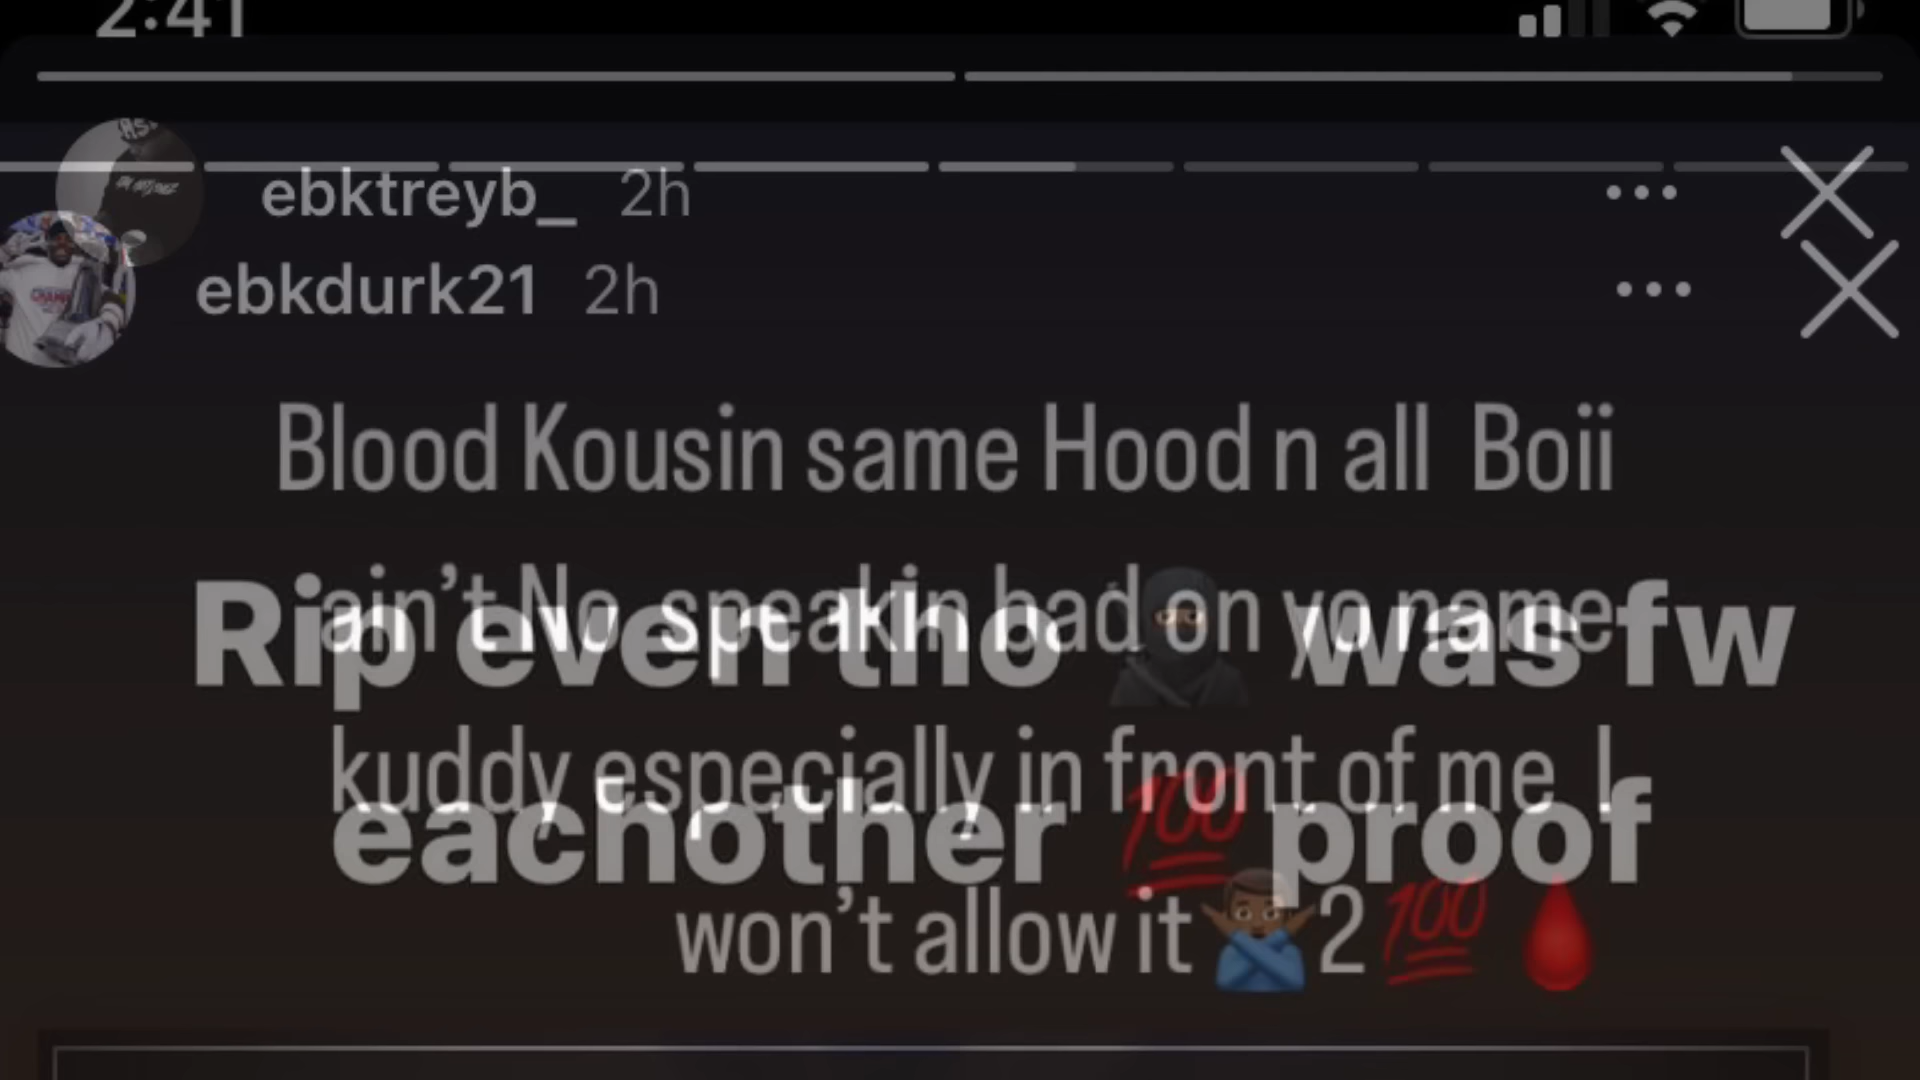 2:41
ebktreyb_ 2h
ebkdurk21 2h
Blood Kousin same Hood n all Boii
ain't No speakin bad on yo name
Rip even tho 🥷 was fw
kuddy especially in front of me I
eachother 💯 proof
won't allow it 🙅🏾‍♂️ 2 💯 🩸